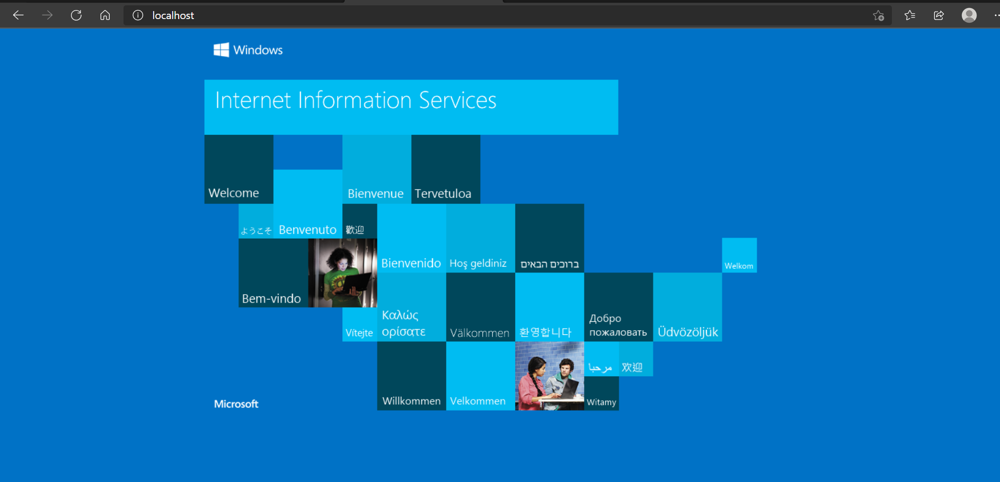 localhost
Windows
Internet Information Services
Welcome
Bienvenue
Tervetuloa
ようこそ
Benvenuto
歡迎
Bienvenido
Hoş geldiniz
ברוכים הבאים
Welkom
Bem-vindo
Καλώς
ορίσατε
Vítejte
Välkommen
환영합니다
Добро
пожаловать
Üdvözöljük
مرحبا
欢迎
Microsoft
Willkommen
Velkommen
Witamy